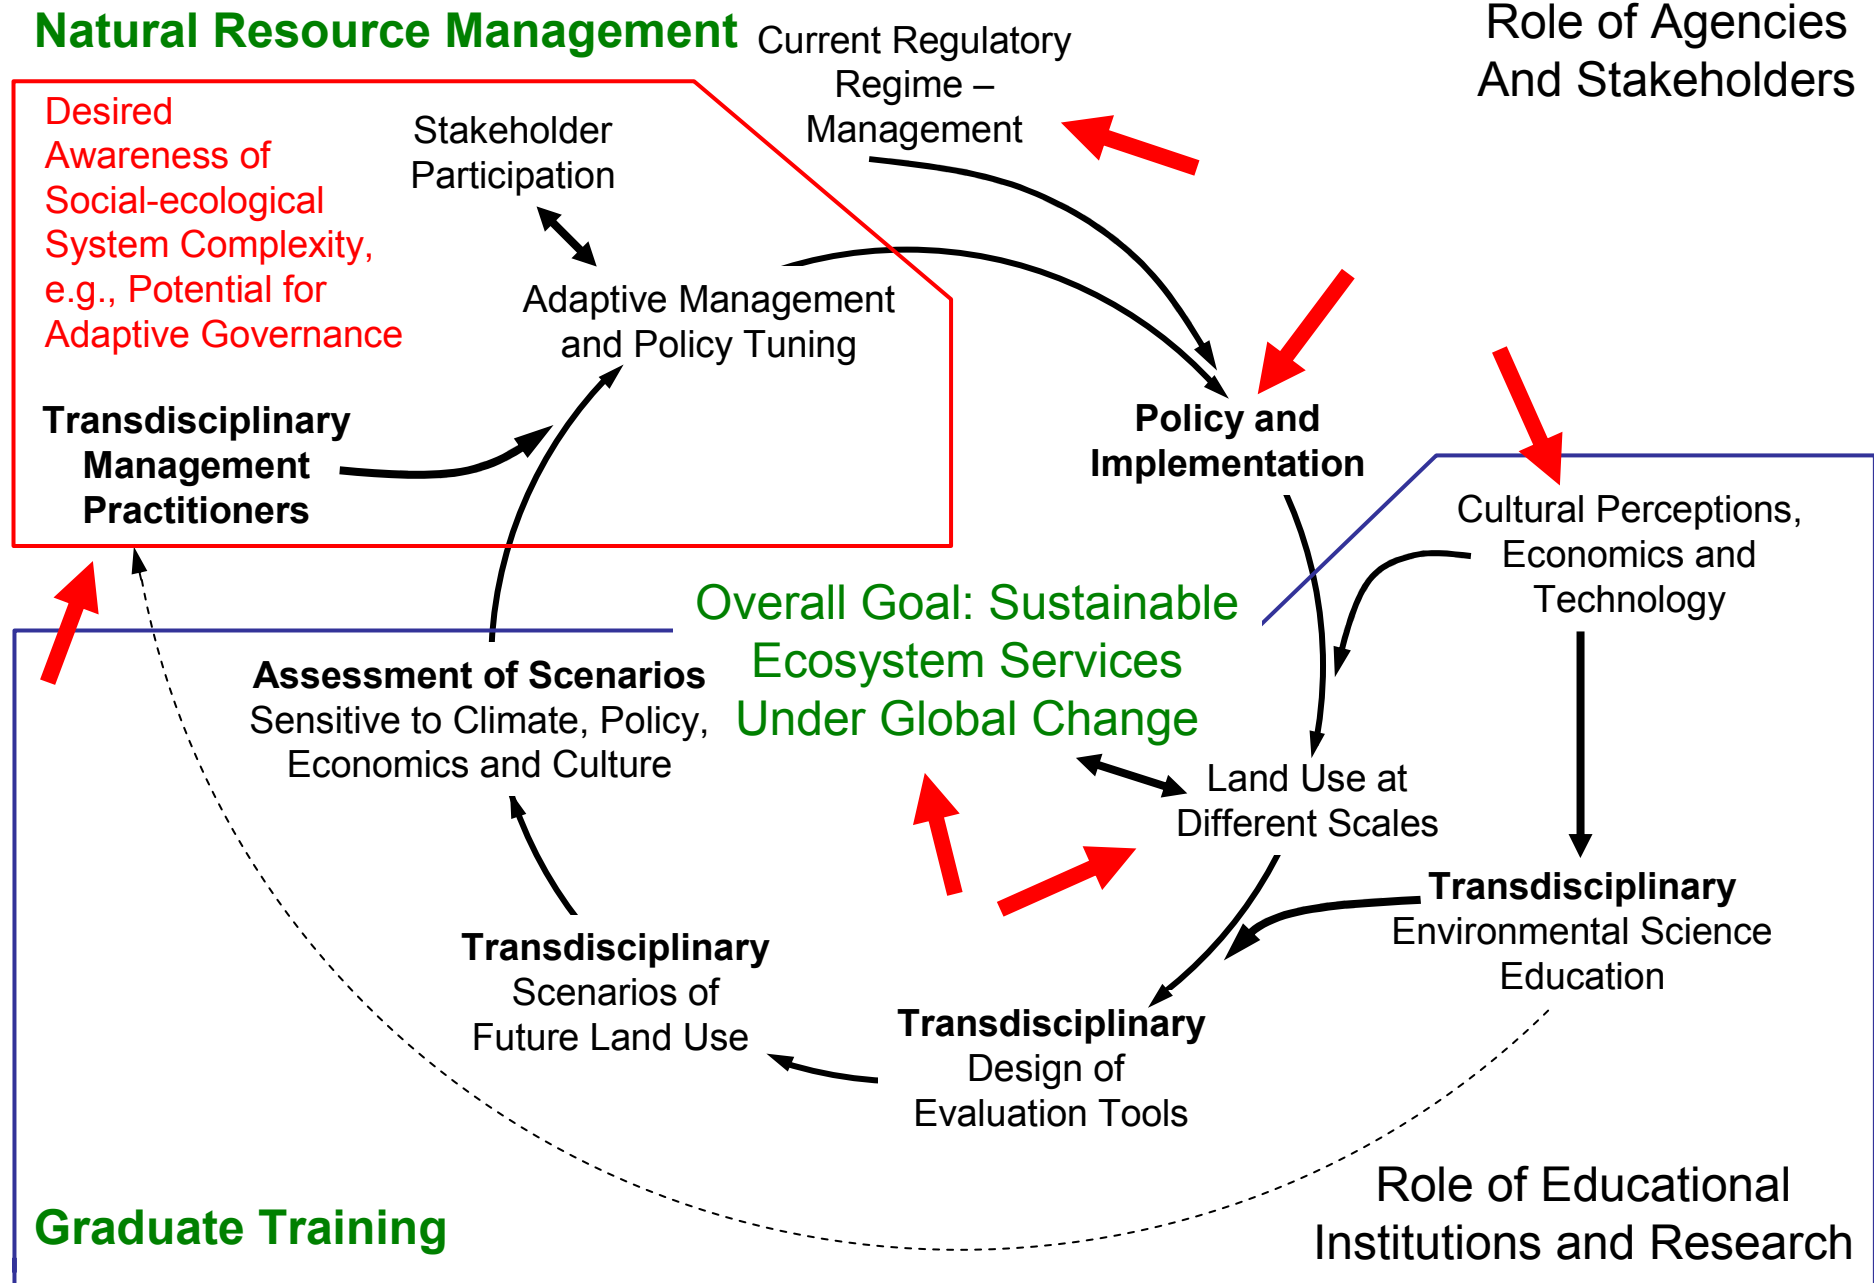 Natural Resource Management
Current Regulatory
Regime –
Management
Role of Agencies
And Stakeholders
Desired
Awareness of
Social-ecological
System Complexity,
e.g., Potential for
Adaptive Governance
Stakeholder
Participation
Adaptive Management
and Policy Tuning
Transdisciplinary
Management
Practitioners
Policy and
Implementation
Cultural Perceptions,
Economics and
Technology
Overall Goal: Sustainable
Ecosystem Services
Under Global Change
Assessment of Scenarios
Sensitive to Climate, Policy,
Economics and Culture
Land Use at
Different Scales
Transdisciplinary
Environmental Science
Education
Transdisciplinary
Scenarios of
Future Land Use
Transdisciplinary
Design of
Evaluation Tools
Graduate Training
Role of Educational
Institutions and Research